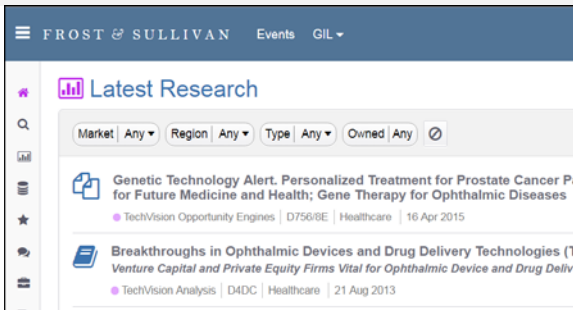 FROST & SULLIVAN Events GIL
Latest Research
Market Any Region Any Type Any Owned Any
Genetic Technology Alert. Personalized Treatment for Prostate Cancer
for Future Medicine and Health; Gene Therapy for Ophthalmic Diseases
TechVision Opportunity Engines D756/8E Healthcare 16 Apr 2015
Breakthroughs in Ophthalmic Devices and Drug Delivery Technologies (T
Venture Capital and Private Equity Firms Vital for Ophthalmic Device and Drug Deliv
TechVision Analysis D4DC Healthcare 21 Aug 2013